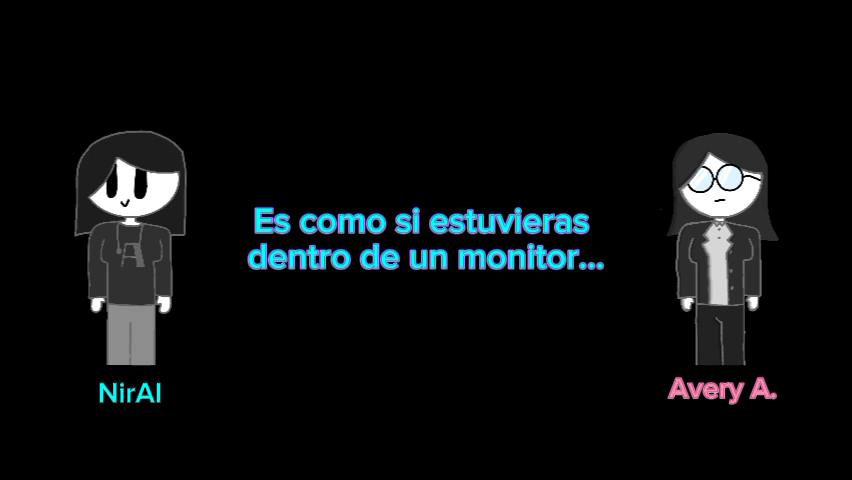 Es como si estuvieras
dentro de un monitor...
NirAI
Avery A.